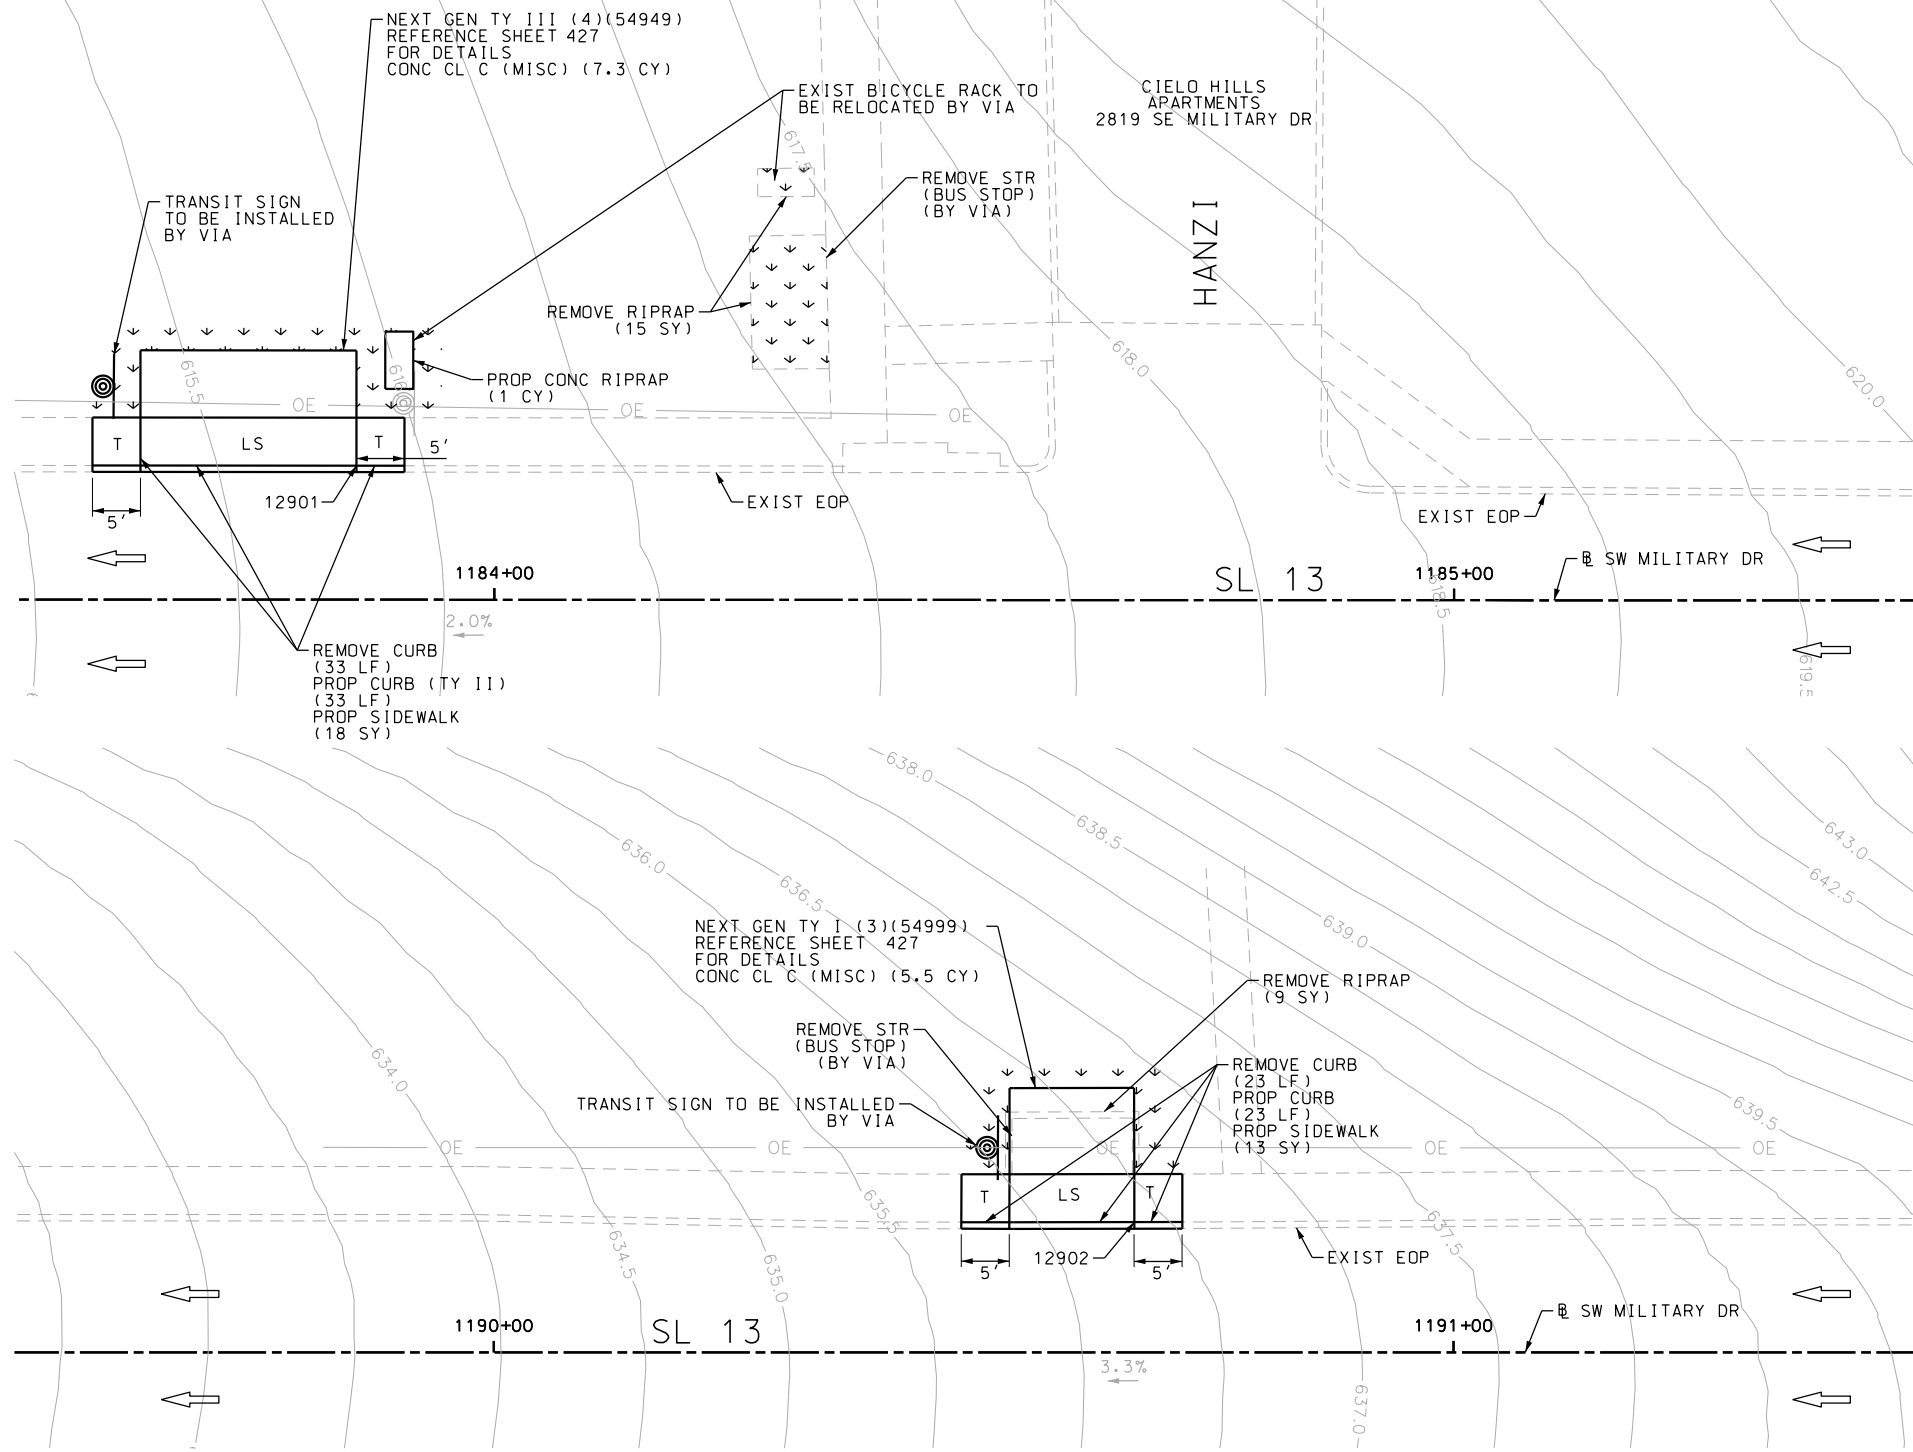 NEXT GEN TY III (4)(54949)
REFERENCE SHEET 427
FOR DETAILS
CONC CL C (MISC) (7.3 CY)
EXIST BICYCLE RACK TO
BE RELOCATED BY VIA
CIELO HILLS
APARTMENTS
2819 SE MILITARY DR
617.5
REMOVE STR
(BUS STOP)
(BY VIA)
TRANSIT SIGN
TO BE INSTALLED
BY VIA
HANZI
REMOVE RIPRAP
(15 SY)
PROP CONC RIPRAP
(1 CY)
615.5
616
618.0
620.0
OE
OE
OE
T
LS
T
5'
12901
5'
EXIST EOP
EXIST EOP
1184+00
SL 13
1185+00
℄ SW MILITARY DR
618.5
2.0%
619.5
REMOVE CURB
(33 LF)
PROP CURB (TY II)
(33 LF)
PROP SIDEWALK
(18 SY)
638.0
636.0
638.5
643.0
636.5
642.5
639.0
NEXT GEN TY I (3)(54999)
REFERENCE SHEET 427
FOR DETAILS
CONC CL C (MISC) (5.5 CY)
REMOVE RIPRAP
(9 SY)
REMOVE STR
(BUS STOP)
(BY VIA)
634.0
REMOVE CURB
(23 LF)
PROP CURB
(23 LF)
PROP SIDEWALK
(13 SY)
TRANSIT SIGN TO BE INSTALLED
BY VIA
639.5
OE
OE
OE
OE
OE
T
LS
T
635.5
634.5
635.0
637.5
5'
12902
5'
EXIST EOP
1190+00
SL 13
1191+00
℄ SW MILITARY DR
3.3%
637.0